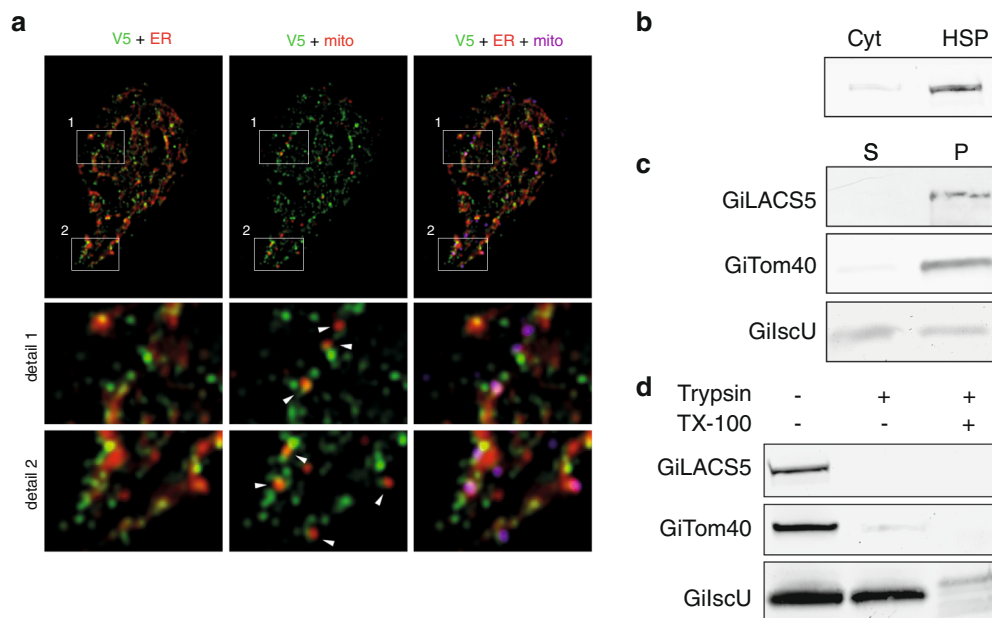 a
V5 + ER
V5 + mito
V5 + ER + mito
1
1
1
2
2
2
detail 1
detail 2
b
Cyt HSP
c
S P
GiLACS5
GiTom40
GiIscU
d
Trypsin - + +
TX-100 - - +
GiLACS5
GiTom40
GiIscU